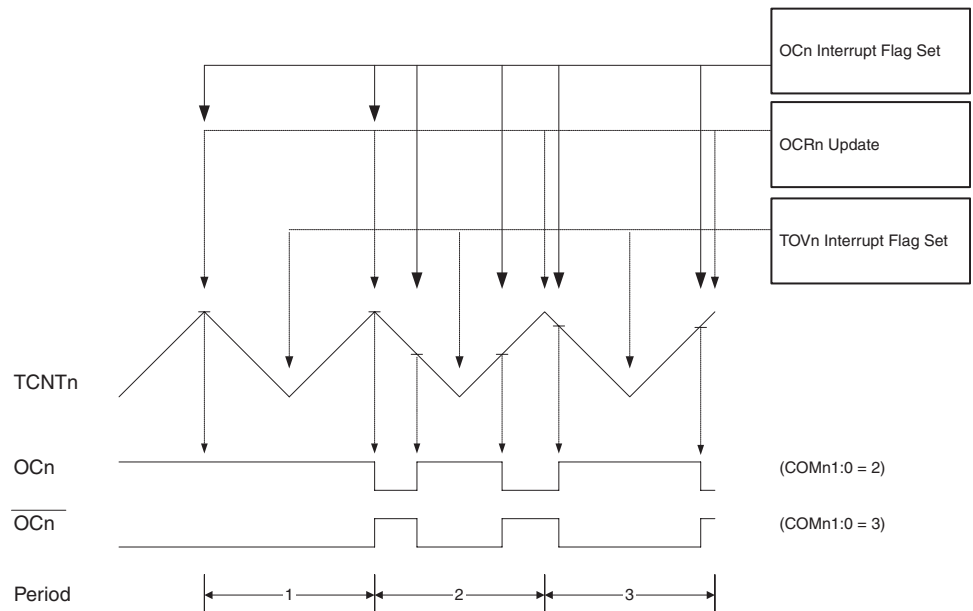 OCn Interrupt Flag Set
OCRn Update
TOVn Interrupt Flag Set
TCNTn
OCn (COMn1:0 = 2)
OCn (COMn1:0 = 3)
Period 1 2 3